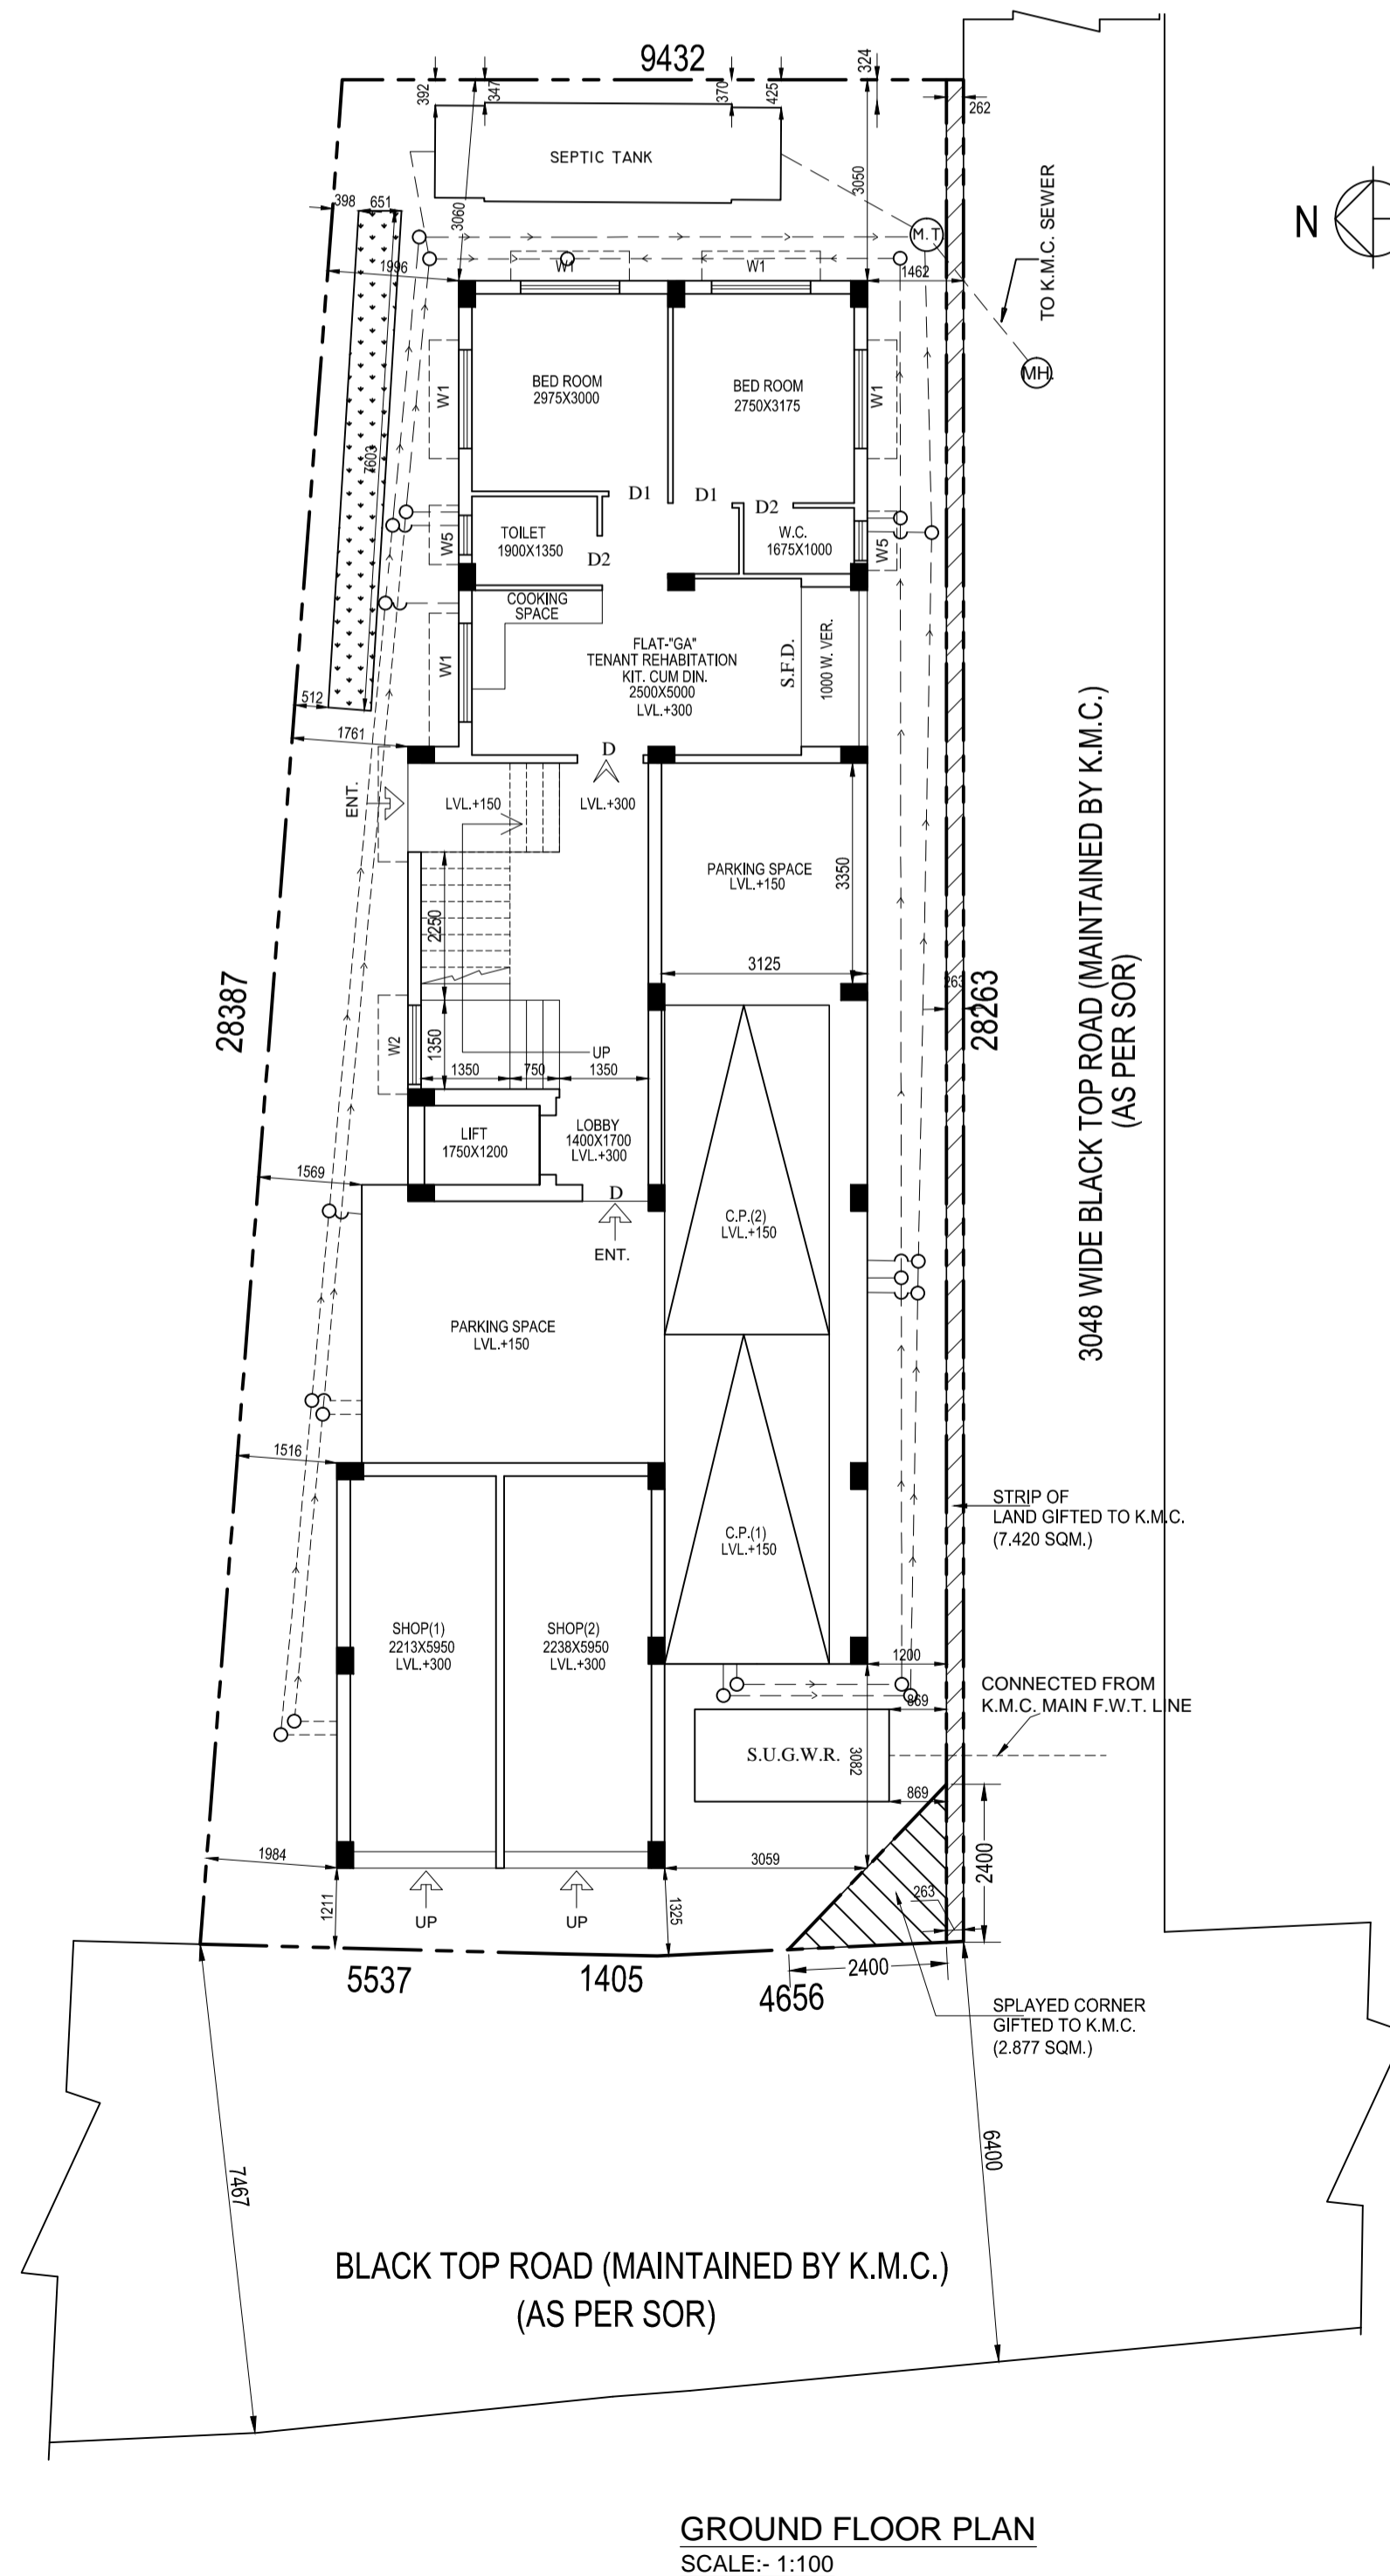 9432
324
392
347
370
425
262
SEPTIC TANK
3050
3060
TO K.M.C. SEWER
N
398
651
M.T
1996
W1
W1
1462
MH.
BED ROOM
2975X3000
BED ROOM
2750X3175
W1
W1
7603
D1
D1
D2
TOILET
1900X1350
W.C.
1675X1000
W5
W5
D2
COOKING
SPACE
FLAT-"GA"
TENANT REHABITATION
KIT. CUM DIN.
2500X5000
LVL.+300
S.F.D.
1000 W. VER.
W1
512
1761
D
ENT.
LVL.+150
LVL.+300
PARKING SPACE
LVL.+150
3350
2250
3125
28387
263
28263
3048 WIDE BLACK TOP ROAD (MAINTAINED BY K.M.C.)
(AS PER SOR)
W2
1350
UP
1350
750
1350
LIFT
1750X1200
LOBBY
1400X1700
LVL.+300
1569
D
ENT.
C.P.(2)
LVL.+150
PARKING SPACE
LVL.+150
1516
STRIP OF
LAND GIFTED TO K.M.C.
(7.420 SQM.)
C.P.(1)
LVL.+150
SHOP(1)
2213X5950
LVL.+300
SHOP(2)
2238X5950
LVL.+300
1200
CONNECTED FROM
K.M.C. MAIN F.W.T. LINE
869
S.U.G.W.R.
3082
869
1984
3059
2400
1211
UP
UP
1325
263
5537
1405
4656
2400
SPLAYED CORNER
GIFTED TO K.M.C.
(2.877 SQM.)
7467
6400
BLACK TOP ROAD (MAINTAINED BY K.M.C.)
(AS PER SOR)
GROUND FLOOR PLAN
SCALE:- 1:100